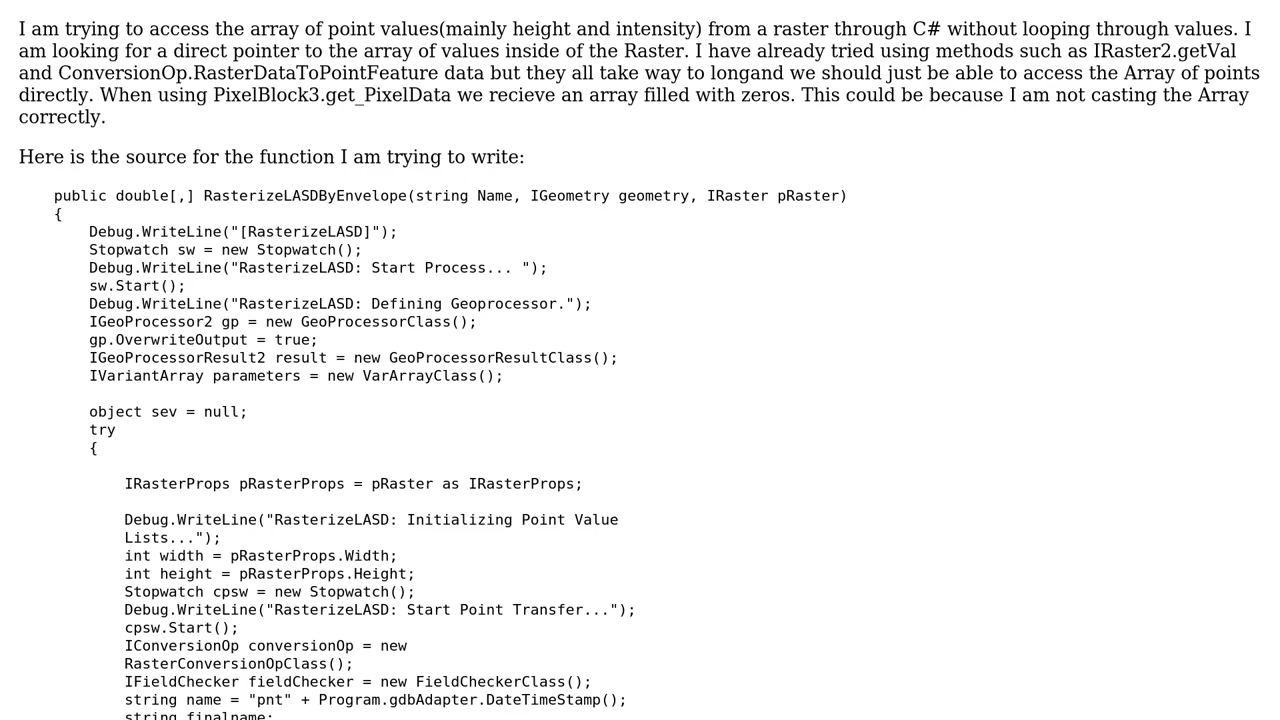 I am trying to access the array of point values(mainly height and intensity) from a raster through C# without looping through values. I
am looking for a direct pointer to the array of values inside of the Raster. I have already tried using methods such as IRaster2.getVal
and ConversionOp.RasterDataToPointFeature data but they all take way to longand we should just be able to access the Array of points
directly. When using PixelBlock3.get_PixelData we recieve an array filled with zeros. This could be because I am not casting the Array
correctly.
Here is the source for the function I am trying to write:
public double[,] RasterizeLASDByEnvelope(string Name, IGeometry geometry, IRaster pRaster)
{
Debug.WriteLine("[RasterizeLASD]");
Stopwatch sw = new Stopwatch();
Debug.WriteLine("RasterizeLASD: Start Process... ");
sw.Start();
Debug.WriteLine("RasterizeLASD: Defining Geoprocessor.");
IGeoProcessor2 gp = new GeoProcessorClass();
gp.OverwriteOutput = true;
IGeoProcessorResult2 result = new GeoProcessorResultClass();
IVariantArray parameters = new VarArrayClass();
object sev = null;
try
{
IRasterProps pRasterProps = pRaster as IRasterProps;
Debug.WriteLine("RasterizeLASD: Initializing Point Value
Lists...");
int width = pRasterProps.Width;
int height = pRasterProps.Height;
Stopwatch cpsw = new Stopwatch();
Debug.WriteLine("RasterizeLASD: Start Point Transfer...");
cpsw.Start();
IConversionOp conversionOp = new
RasterConversionOpClass();
IFieldChecker fieldChecker = new FieldCheckerClass();
string name = "pnt" + Program.gdbAdapter.DateTimeStamp();
string finalname;